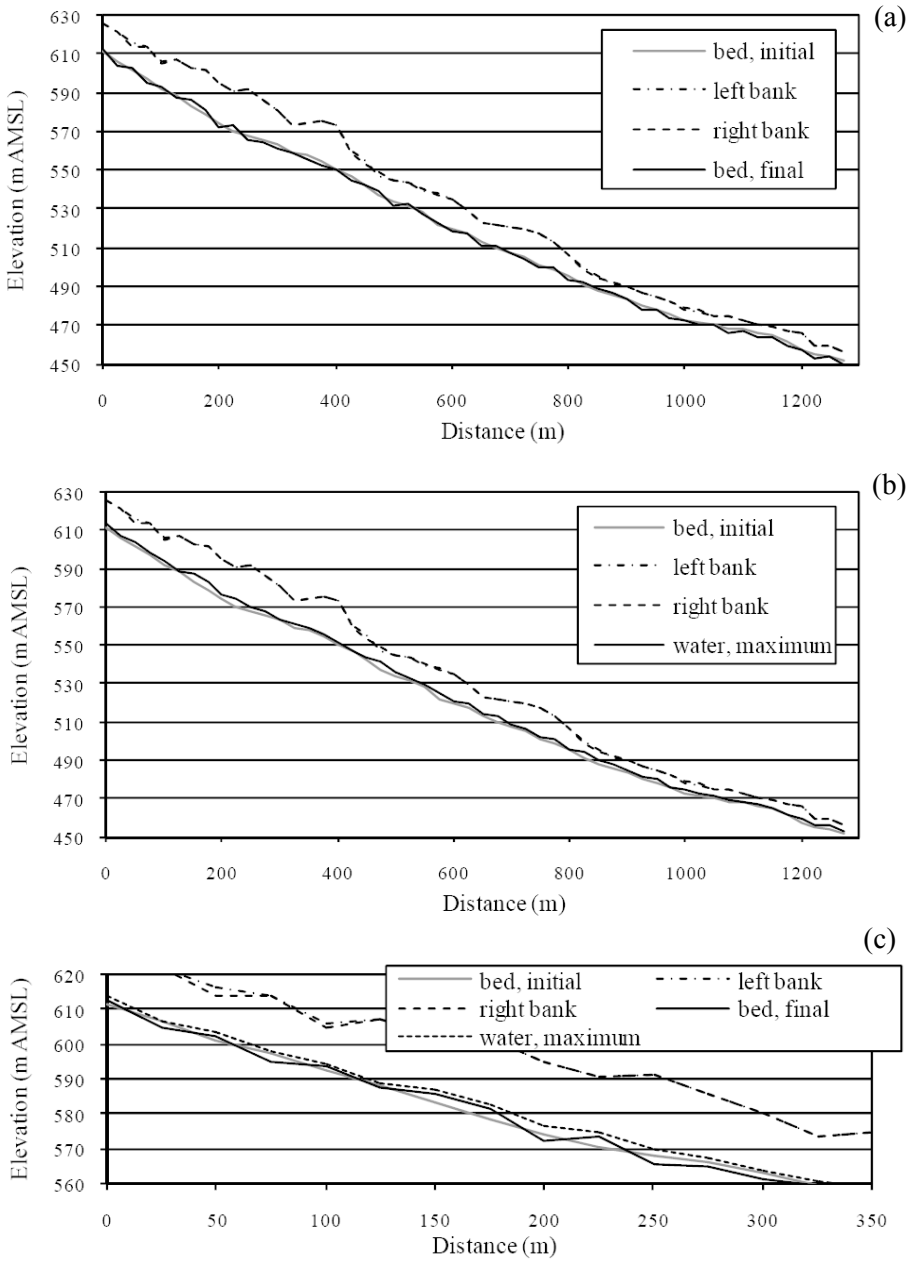 (a)
630
610
590
570
550
530
510
490
470
450
Elevation (m AMSL)
bed, initial
left bank
right bank
bed, final
0 200 400 600 800 1000 1200
Distance (m)
(b)
630
610
590
570
550
530
510
490
470
450
Elevation (m AMSL)
bed, initial
left bank
right bank
water, maximum
0 200 400 600 800 1000 1200
Distance (m)
(c)
620
610
600
590
580
570
560
Elevation (m AMSL)
bed, initial left bank
right bank bed, final
water, maximum
0 50 100 150 200 250 300 350
Distance (m)